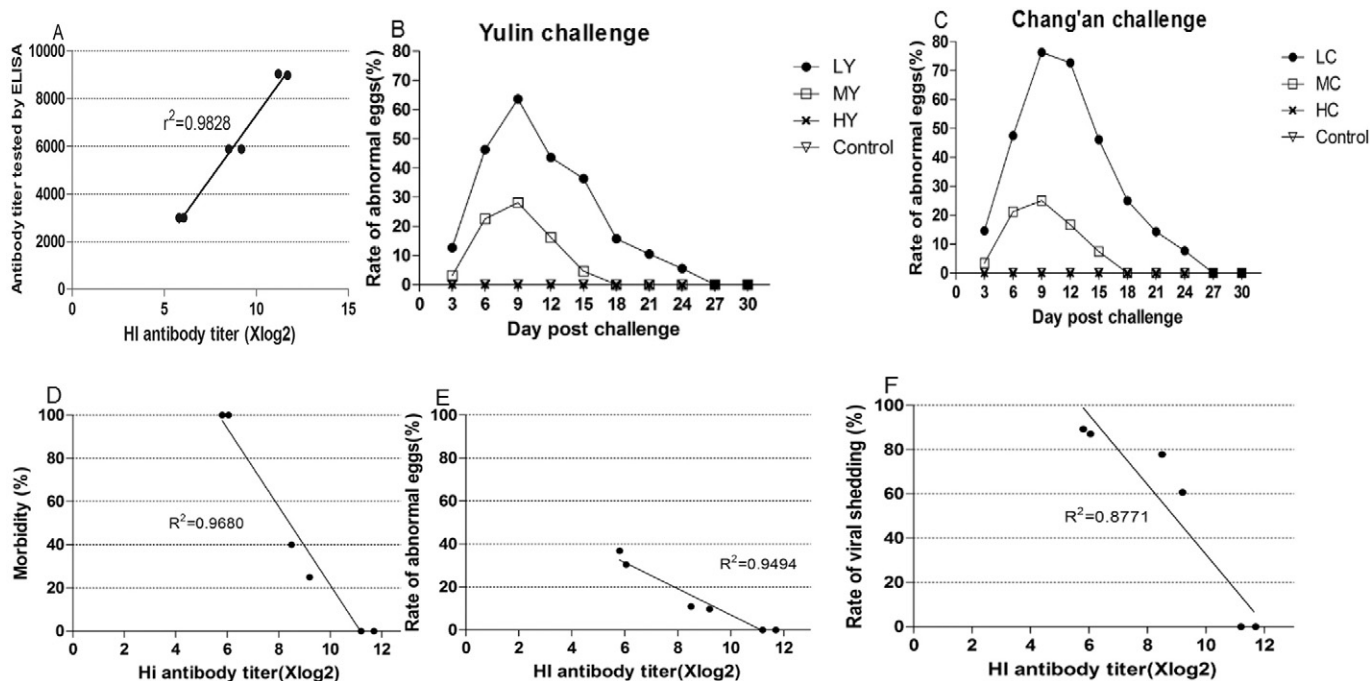 A
Antibody titer tested by ELISA
10000
8000
6000
4000
2000
0
r²=0.9828
5 10 15
HI antibody titer (Xlog2)
B
Yulin challenge
Rate of abnormal eggs(%)
80
70
60
50
40
30
20
10
0
LY
MY
HY
Control
0 3 6 9 12 15 18 21 24 27 30
Day post challenge
C
Chang'an challenge
Rate of abnormal eggs(%)
80
70
60
50
40
30
20
10
0
LC
MC
HC
Control
0 3 6 9 12 15 18 21 24 27 30
Day post challenge
D
Morbidity (%)
100
80
60
40
20
0
R²=0.9680
0 2 4 6 8 10 12
Hi antibody titer(Xlog2)
E
Rate of abnormal eggs(%)
100
80
60
40
20
0
R²=0.9494
0 2 4 6 8 10 12
HI antibody titer(Xlog2)
F
Rate of viral shedding (%)
100
80
60
40
20
0
R²=0.8771
0 2 4 6 8 10 12
HI antibody titer(Xlog2)